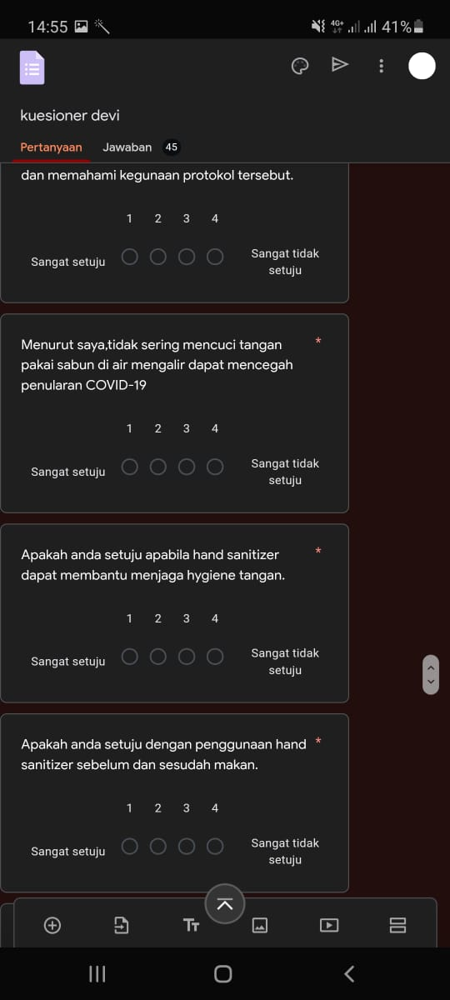 14:55 4G+ 41%
kuesioner devi
Pertanyaan Jawaban 45
dan memahami kegunaan protokol tersebut.
1 2 3 4
Sangat setuju Sangat tidak
setuju
Menurut saya,tidak sering mencuci tangan *
pakai sabun di air mengalir dapat mencegah
penularan COVID-19
1 2 3 4
Sangat setuju Sangat tidak
setuju
Apakah anda setuju apabila hand sanitizer *
dapat membantu menjaga hygiene tangan.
1 2 3 4
Sangat setuju Sangat tidak
setuju
Apakah anda setuju dengan penggunaan hand *
sanitizer sebelum dan sesudah makan.
1 2 3 4
Sangat setuju Sangat tidak
setuju
Tт